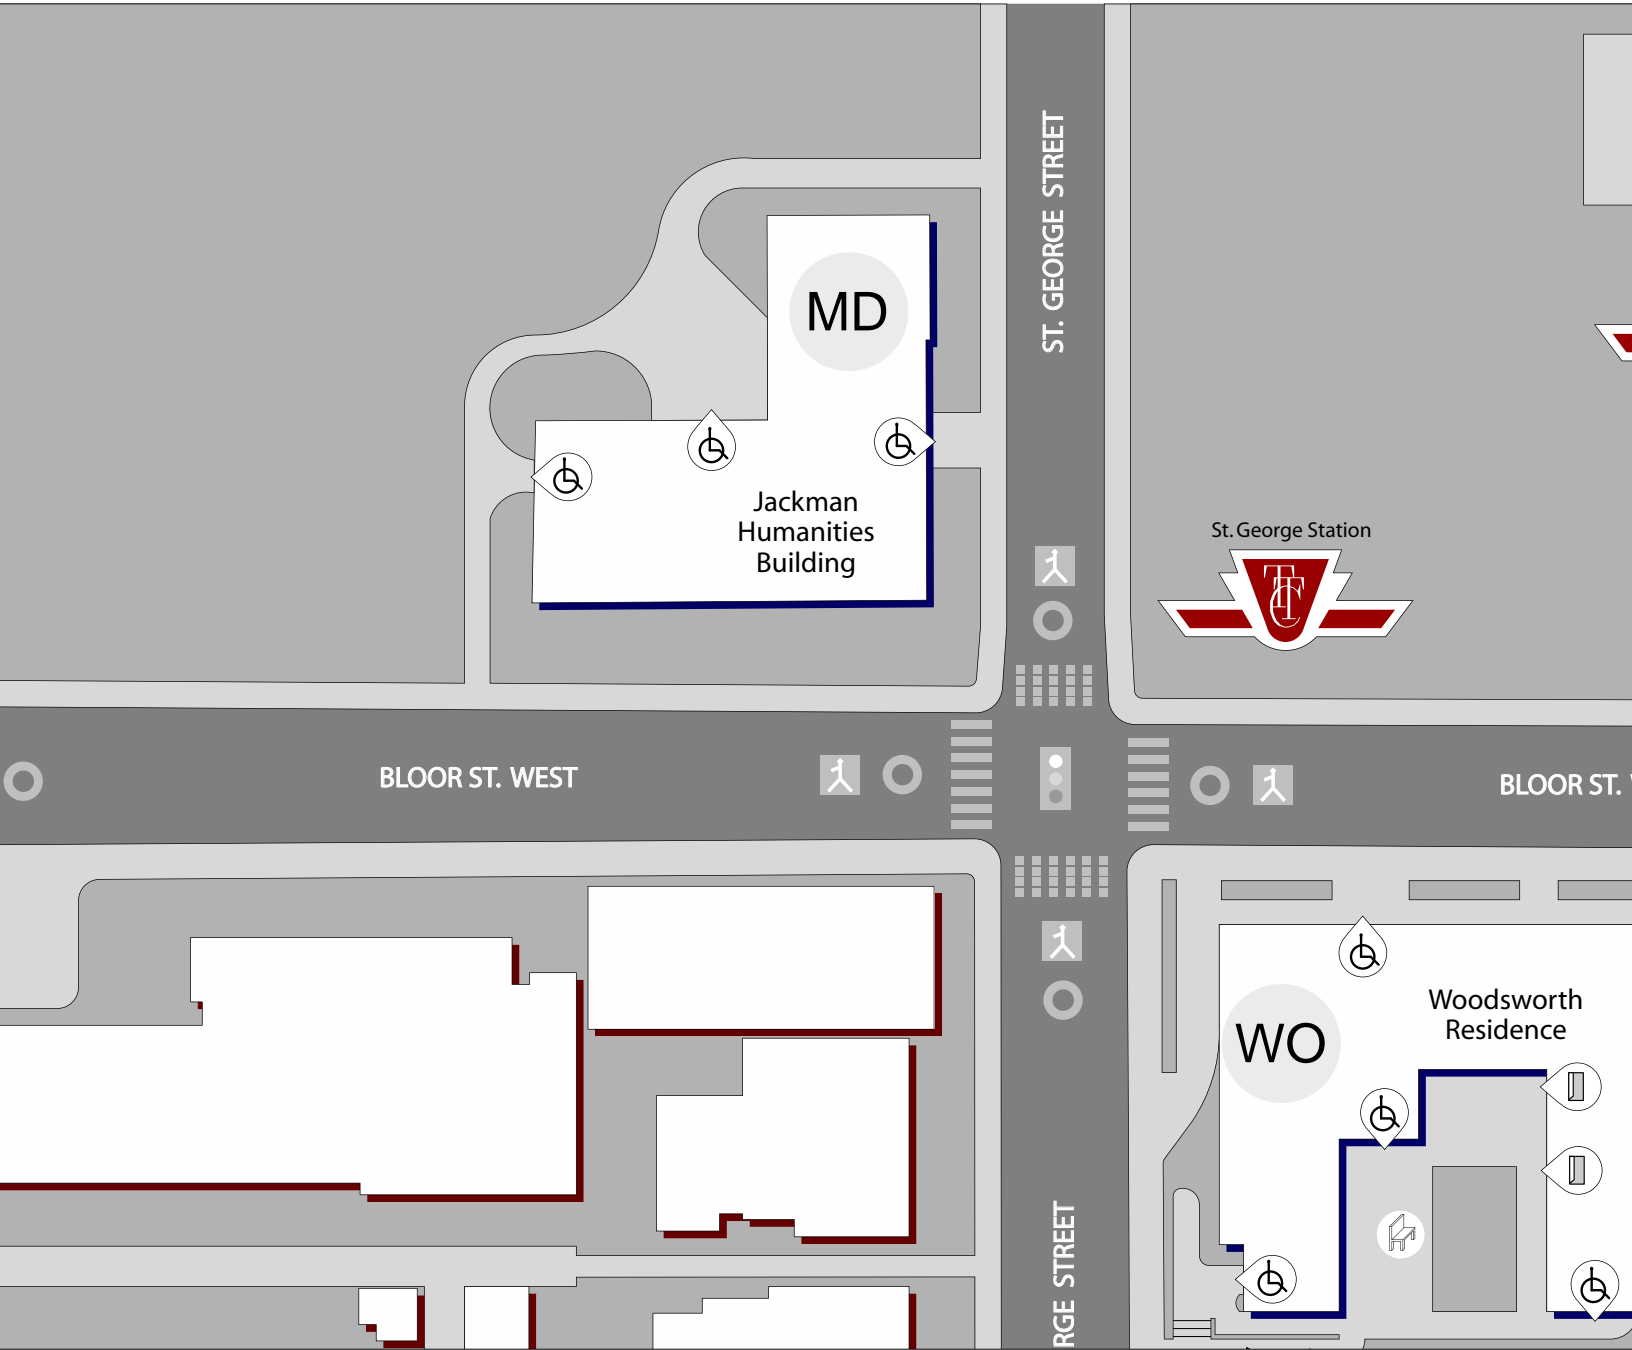 ST. GEORGE STREET
MD
Jackman
Humanities
Building
St. George Station
TTC
BLOOR ST. WEST
BLOOR ST.
WO
Woodsworth
Residence
RGE STREET